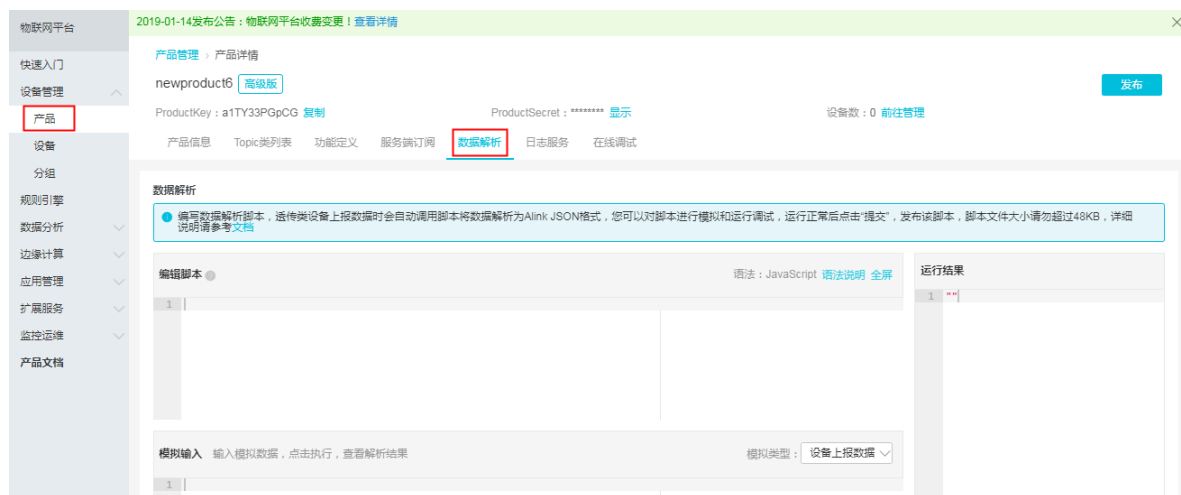 物联网平台
2019-01-14发布公告：物联网平台收费变更！查看详情
快速入门
设备管理
产品
设备
分组
规则引擎
数据分析
边缘计算
应用管理
扩展服务
监控运维
产品文档
产品管理 > 产品详情
newproduct6 高级版
发布
ProductKey：a1TY33PGpCG 复制 ProductSecret：******** 显示 设备数：0 前往管理
产品信息 Topic类列表 功能定义 服务端订阅 数据解析 日志服务 在线调试
数据解析
编写数据解析脚本，透传类设备上报数据时会自动调用脚本将数据解析为Alink JSON格式，您可以对脚本进行模拟和运行调试，运行正常后点击“提交”，发布该脚本，脚本文件大小请勿超过48KB，详细
说明请参考文档
编辑脚本 语法：JavaScript 语法说明 全屏
1
运行结果
1 ""
模拟输入 输入模拟数据，点击执行，查看解析结果 模拟类型： 设备上报数据
1